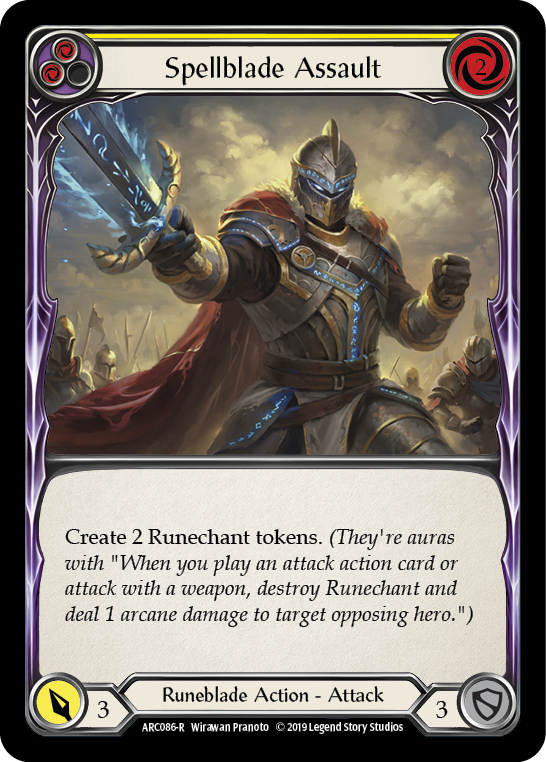 Spellblade Assault
2
Create 2 Runechant tokens. (They're auras
with "When you play an attack action card or
attack with a weapon, destroy Runechant and
deal 1 arcane damage to target opposing hero.")
3
Runeblade Action - Attack
3
ARC086-R Wirawan Pranoto © 2019 Legend Story Studios